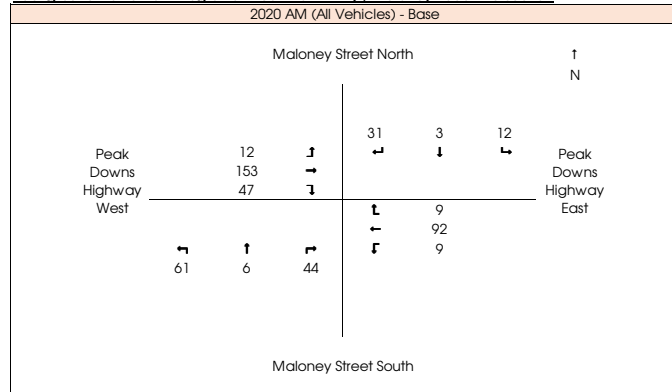 2020 AM (All Vehicles) - Base
Maloney Street North
↑
N
31 3 12
Peak 12 Peak
Downs 153 → Downs
Highway 47 Highway
West 9 East
← 92
9
61 6 44
Maloney Street South